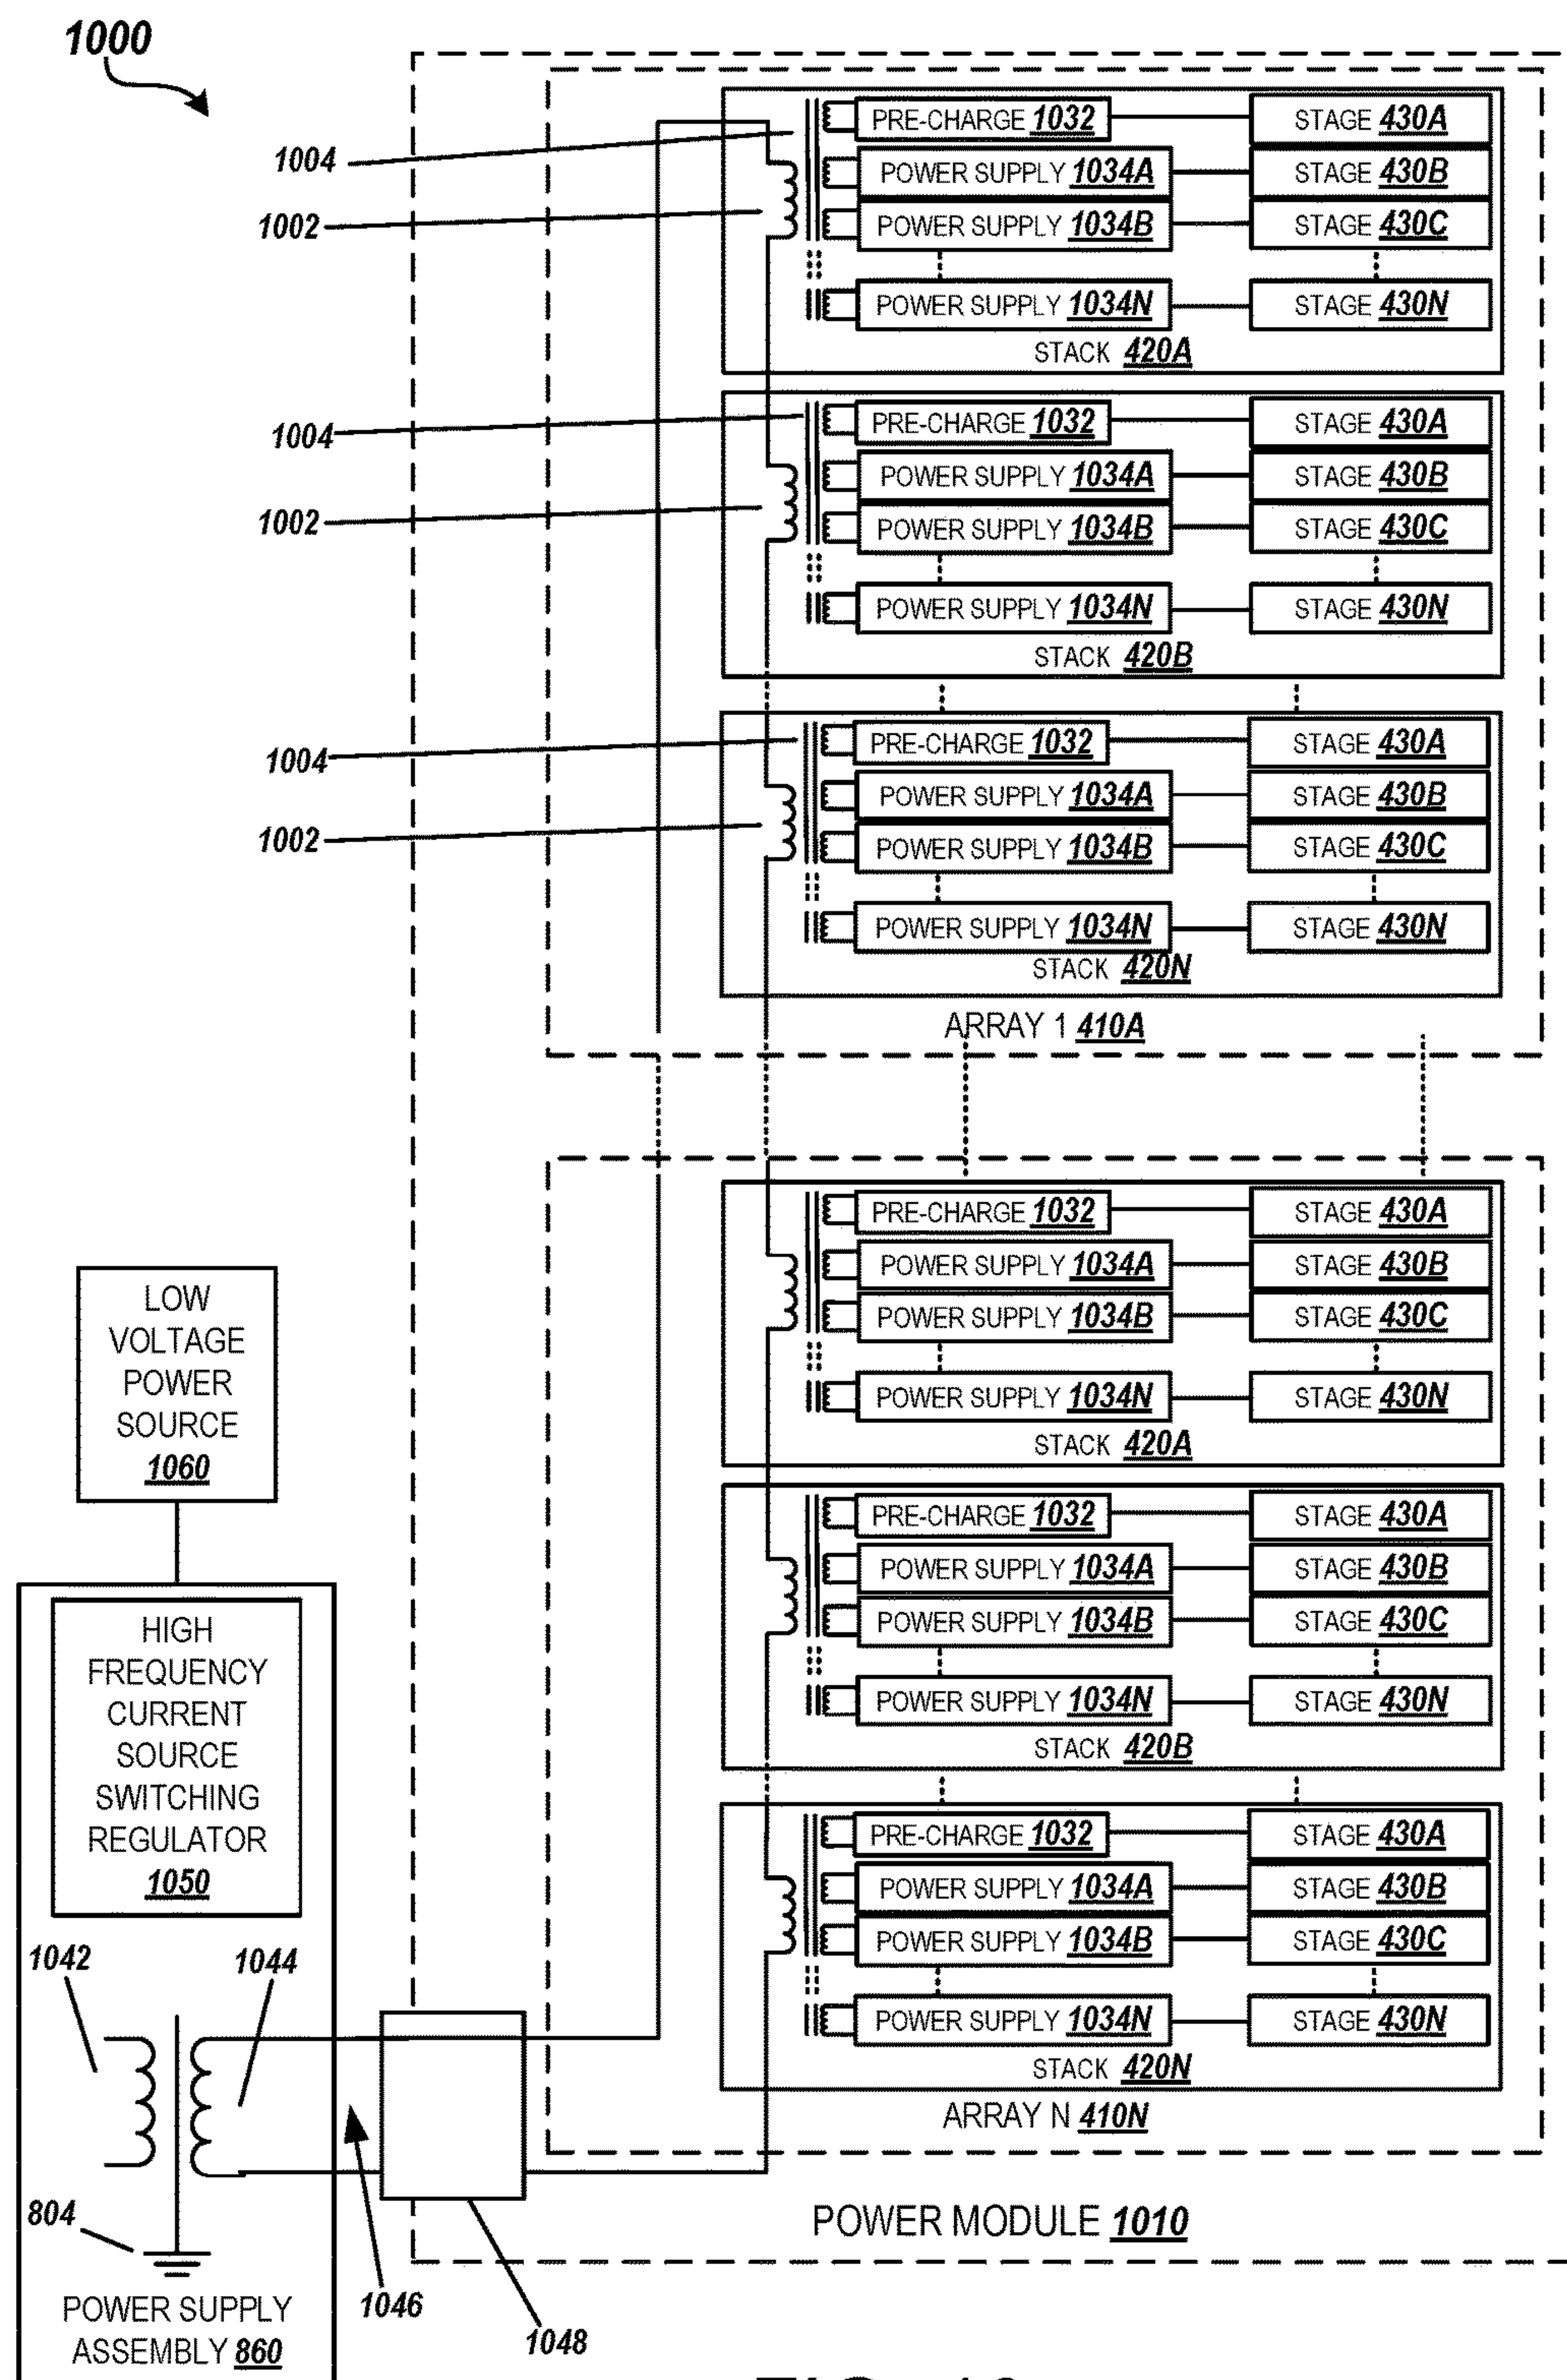 1000
PRE-CHARGE 1032 STAGE 430A
1004
POWER SUPPLY 1034A STAGE 430B
1002
POWER SUPPLY 1034B STAGE 430C
POWER SUPPLY 1034N STAGE 430N
STACK 420A
PRE-CHARGE 1032 STAGE 430A
1004
POWER SUPPLY 1034A STAGE 430B
1002
POWER SUPPLY 1034B STAGE 430C
POWER SUPPLY 1034N STAGE 430N
STACK 420B
PRE-CHARGE 1032 STAGE 430A
1004
POWER SUPPLY 1034A STAGE 430B
1002
POWER SUPPLY 1034B STAGE 430C
POWER SUPPLY 1034N STAGE 430N
STACK 420N
ARRAY 1 410A
PRE-CHARGE 1032 STAGE 430A
POWER SUPPLY 1034A STAGE 430B
POWER SUPPLY 1034B STAGE 430C
POWER SUPPLY 1034N STAGE 430N
STACK 420A
PRE-CHARGE 1032 STAGE 430A
POWER SUPPLY 1034A STAGE 430B
POWER SUPPLY 1034B STAGE 430C
POWER SUPPLY 1034N STAGE 430N
STACK 420B
PRE-CHARGE 1032 STAGE 430A
POWER SUPPLY 1034A STAGE 430B
POWER SUPPLY 1034B STAGE 430C
POWER SUPPLY 1034N STAGE 430N
STACK 420N
ARRAY N 410N
POWER MODULE 1010
LOW
VOLTAGE
POWER
SOURCE
1060
HIGH
FREQUENCY
CURRENT
SOURCE
SWITCHING
REGULATOR
1050
1042
1044
804
1046
1048
POWER SUPPLY
ASSEMBLY 860